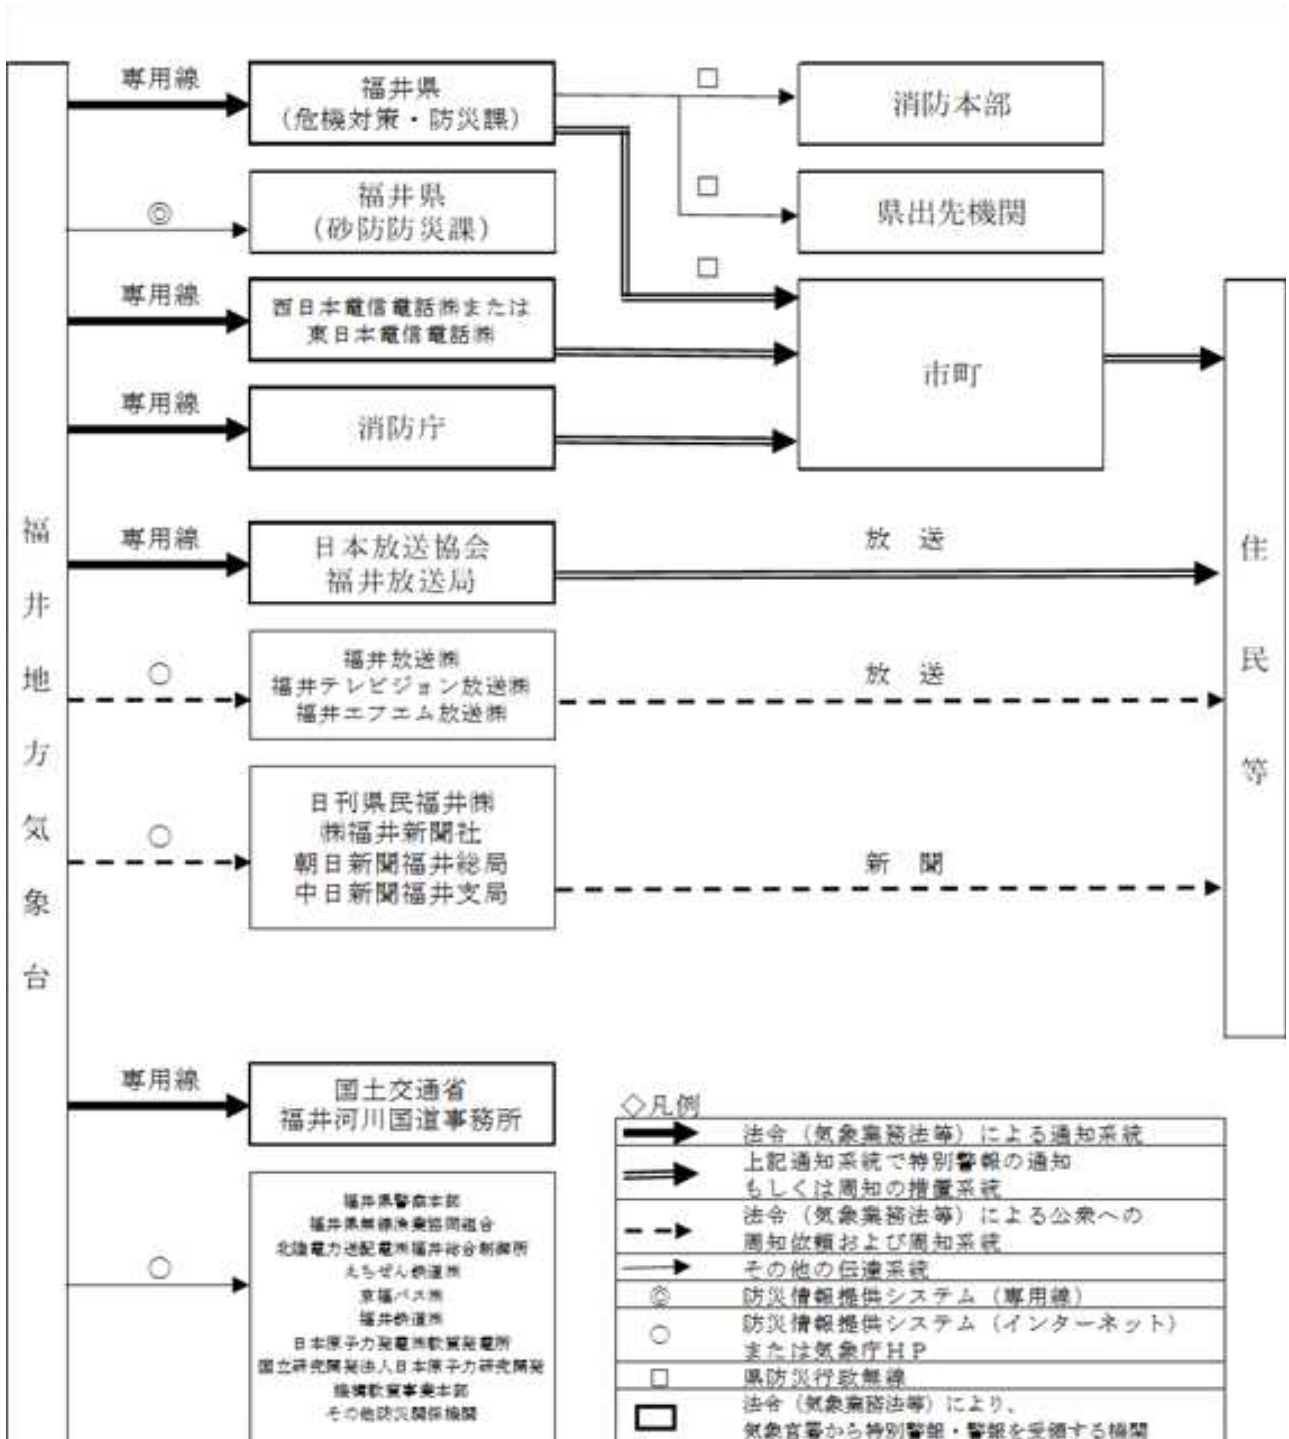 専用線
福井県
(危機対策・防災課)
□
消防本部
◎
福井県
(砂防防災課)
□
県出先機関
□
専用線
西日本電信電話㈱または
東日本電信電話㈱
市町
専用線
消防庁
福井地方気象台
専用線
日本放送協会
福井放送局
放 送
住民等
○
福井放送㈱
福井テレビジョン放送㈱
福井エフエム放送㈱
放 送
○
日刊県民福井㈱
㈱福井新聞社
朝日新聞福井総局
中日新聞福井支局
新 聞
専用線
国土交通省
福井河川国道事務所
○
福井県警察本部
福井県無線漁業協同組合
北陸電力送配電㈱福井総合制御所
えちぜん鉄道㈱
京福バス㈱
福井鉄道㈱
日本原子力発電㈱敦賀発電所
国立研究開発法人日本原子力研究開発
機構敦賀事業本部
その他防災関係機関
◇凡例
法令（気象業務法等）による通知系統
上記通知系統で特別警報の通知
もしくは周知の措置系統
法令（気象業務法等）による公衆への
周知依頼および周知系統
その他の伝達系統
◎ 防災情報提供システム（専用線）
○ 防災情報提供システム（インターネット）
または気象庁HP
□ 県防災行政無線
法令（気象業務法等）により、
気象官署から特別警報・警報を受領する機関